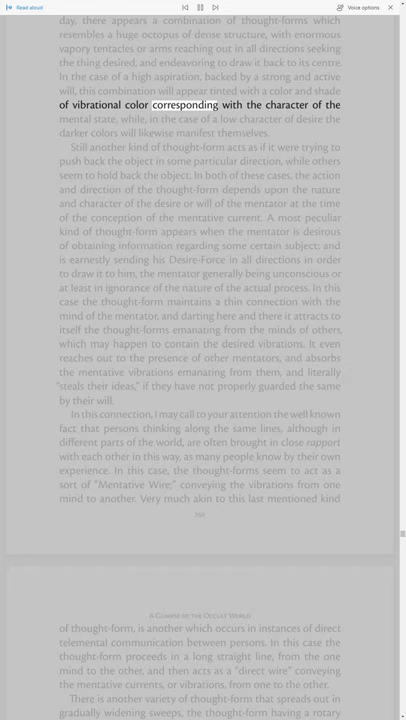 Read aloud
Voice options
day, there appears a combination of thought-forms which
resembles a huge octopus of dense structure, with enormous
vapory tentacles or arms reaching out in all directions seeking
the thing desired, and endeavoring to draw it back to its centre.
In the case of a high aspiration, backed by a strong and active
will, this combination will appear tinted with a color and shade
of vibrational color corresponding with the character of the
mental state, while, in the case of a low character of desire the
darker colors will likewise manifest themselves.
Still another kind of thought-form acts as if it were trying to
push back the object in some particular direction, while others
seem to hold back the object. In both of these cases, the action
and direction of the thought-form depends upon the nature
and character of the desire or will of the mentator at the time
of the conception of the mentative current. A most peculiar
kind of thought-form appears when the mentator is desirous
of obtaining information regarding some certain subject; and
is earnestly sending his Desire-Force in all directions in order
to draw it to him, the mentator generally being unconscious or
at least in ignorance of the nature of the actual process. In this
case the thought-form maintains a thin connection with the
mind of the mentator, and darting here and there it attracts to
itself the thought-forms emanating from the minds of others,
which may happen to contain the desired vibrations. It even
reaches out to the presence of other mentators, and absorbs
the mentative vibrations emanating from them, and literally
"steals their ideas," if they have not properly guarded the same
by their will.
In this connection, I may call to your attention the well known
fact that persons thinking along the same lines, although in
different parts of the world, are often brought in close rapport
with each other in this way, as many people know by their own
experience. In this case, the thought-forms seem to act as a
sort of "Mentative Wire," conveying the vibrations from one
mind to another. Very much akin to this last mentioned kind
A Glimpse of the Occult World
of thought-form, is another which occurs in instances of direct
telemental communication between persons. In this case the
thought-form proceeds in a long straight line, from the one
mind to the other, and then acts as a "direct wire" conveying
the mentative currents, or vibrations, from one to the other.
There is another variety of thought-form that spreads out in
gradually widening sweeps, the thought-form having a rotary